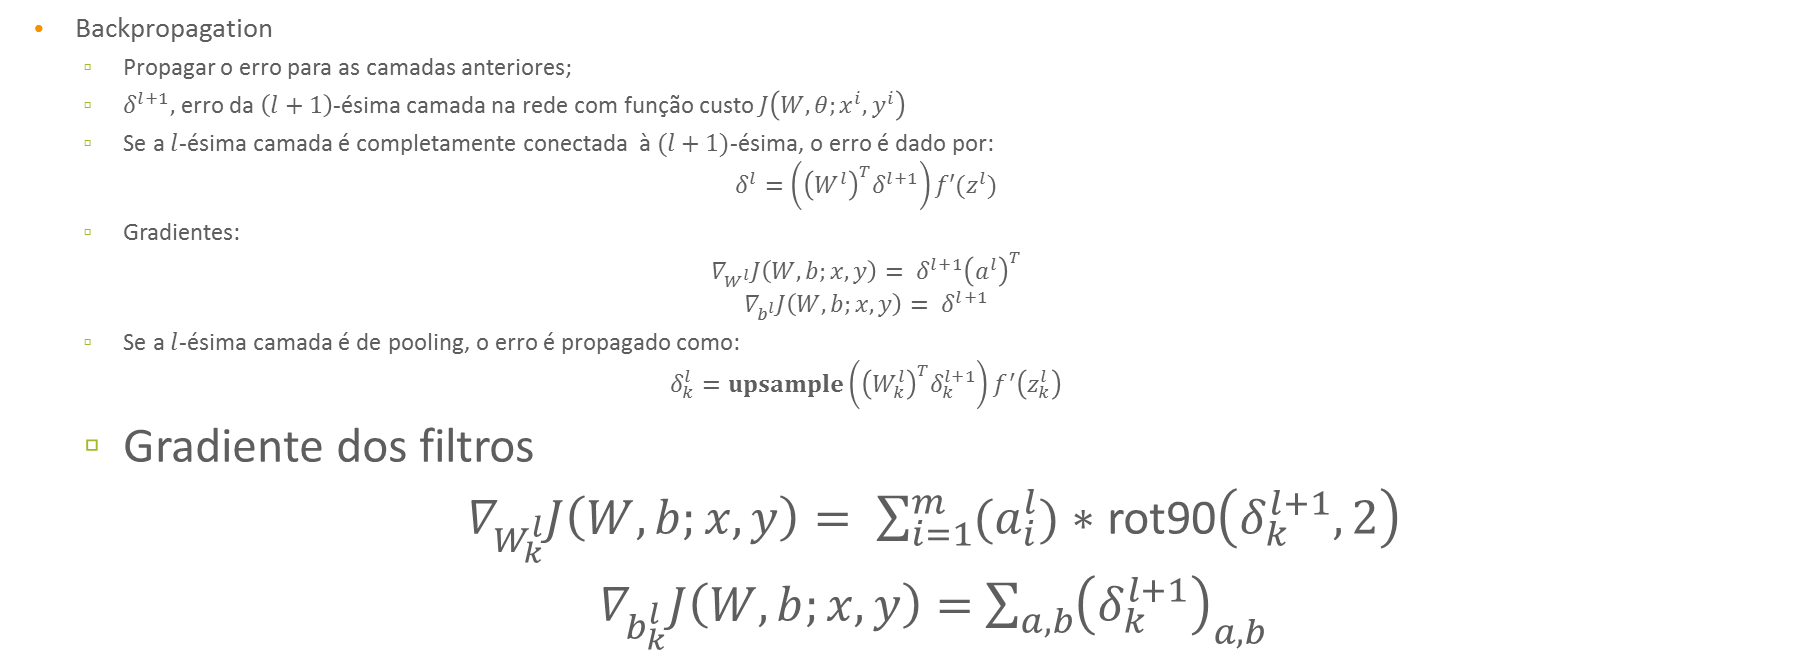 • Backpropagation
▫ Propagar o erro para as camadas anteriores;
▫ δ^{l+1}, erro da (l + 1)-ésima camada na rede com função custo J(W, θ; x^i, y^i)
▫ Se a l-ésima camada é completamente conectada à (l + 1)-ésima, o erro é dado por:
δ^l = ((W^l)^T δ^{l+1}) f′(z^l)
▫ Gradientes:
∇_{W^l} J(W, b; x, y) = δ^{l+1}(a^l)^T
∇_{b^l} J(W, b; x, y) = δ^{l+1}
▫ Se a l-ésima camada é de pooling, o erro é propagado como:
δ_k^l = upsample((W_k^l)^T δ_k^{l+1}) f′(z_k^l)
▫ Gradiente dos filtros
∇_{W_k^l} J(W, b; x, y) = ∑_{i=1}^m (a_i^l) ∗ rot90(δ_k^{l+1}, 2)
∇_{b_k^l} J(W, b; x, y) = ∑_{a,b} (δ_k^{l+1})_{a,b}